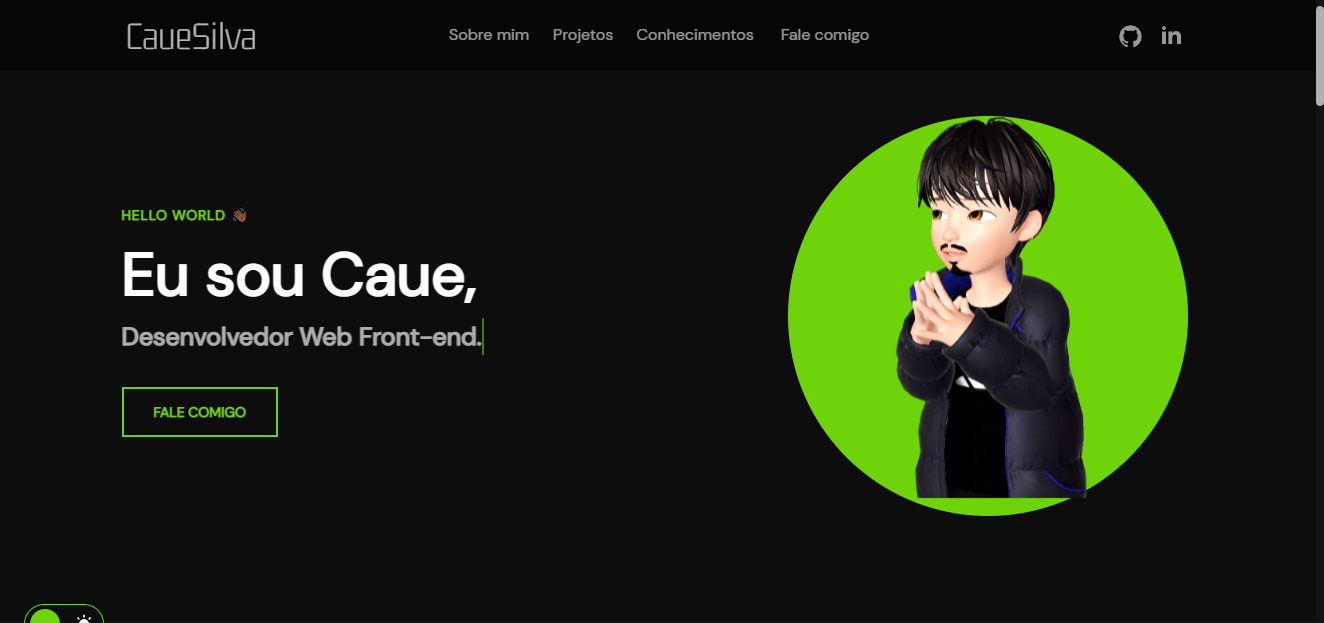 CaueSilva
Sobre mim Projetos Conhecimentos Fale comigo
in
HELLO WORLD 👋🏾
Eu sou Caue,
Desenvolvedor Web Front-end.
FALE COMIGO